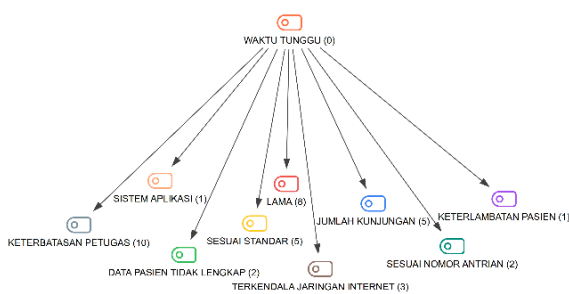 WAKTU TUNGGU (0)
SISTEM APLIKASI (1)
LAMA (8)
KETERLAMBATAN PASIEN (1)
JUMLAH KUNJUNGAN (5)
KETERBATASAN PETUGAS (10)
SESUAI STANDAR (5)
SESUAI NOMOR ANTRIAN (2)
DATA PASIEN TIDAK LENGKAP (2)
TERKENDALA JARINGAN INTERNET (3)